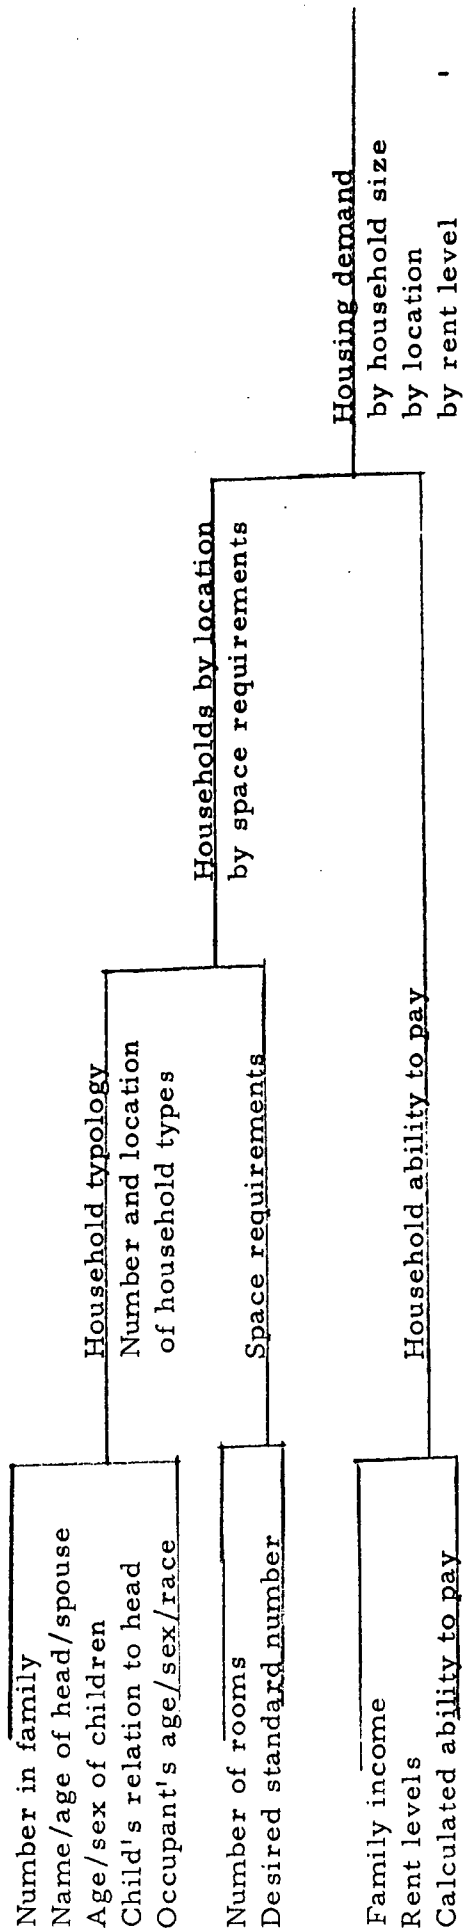 Number in family
Name/age of head/spouse
Age/sex of children
Child's relation to head
Occupant's age/sex/race
Number of rooms
Desired standard number
Family income
Rent levels
Calculated ability to pay
Household typology
Number and location
of household types
Space requirements
Household ability to pay
Households by location
by space requirements
Housing demand
by household size
by location
by rent level